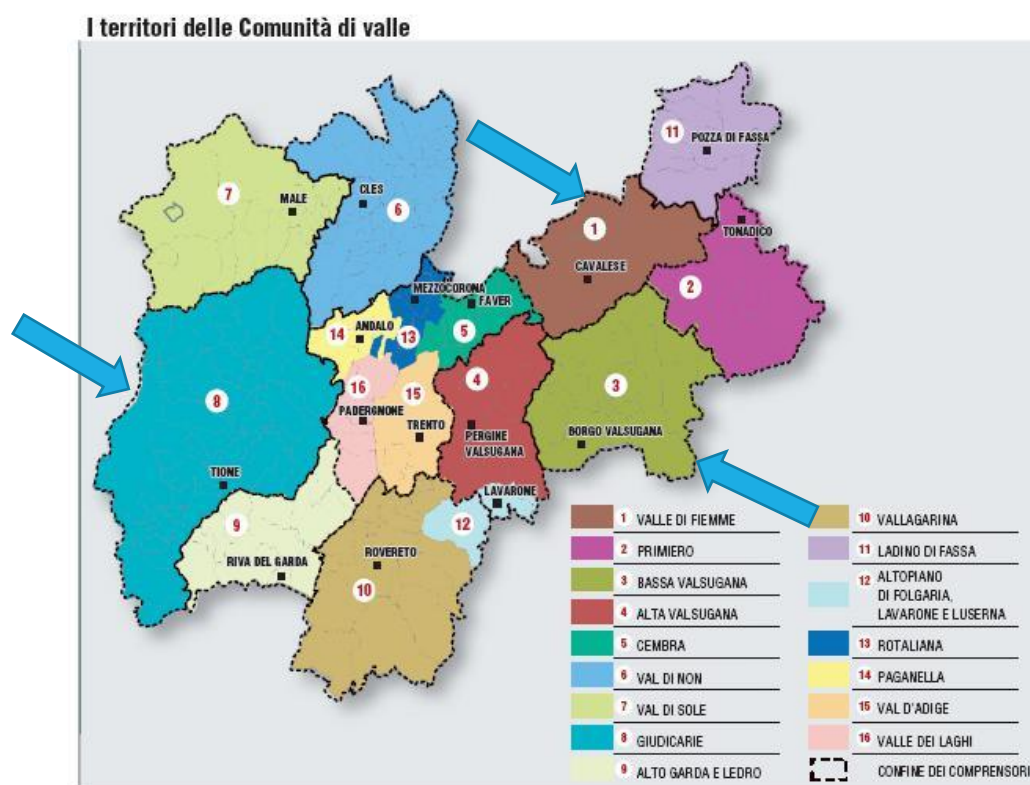 I territori delle Comunità di valle
11
POZZA DI FASSA
7
MALE
CLES
6
1
CAVALESE
TONADICO
2
MEZZOCORONA
FAVER
14
ANDALO
13
5
8
16
PADERGNONE
15
TRENTO
4
PERGINE
VALSUGANA
3
BORGO VALSUGANA
TIONE
9
RIVA DEL GARDA
LAVARONE
12
ROVERETO
10
1 VALLE DI FIEMME
2 PRIMIERO
3 BASSA VALSUGANA
4 ALTA VALSUGANA
5 CEMBRA
6 VAL DI NON
7 VAL DI SOLE
8 GIUDICARIE
9 ALTO GARDA E LEDRO
10 VALLAGARINA
11 LADINO DI FASSA
12 ALTOPIANO
DI FOLGARIA,
LAVARONE E LUSERNA
13 ROTALIANA
14 PAGANELLA
15 VAL D'ADIGE
16 VALLE DEI LAGHI
CONFINE DEI COMPRENSORI